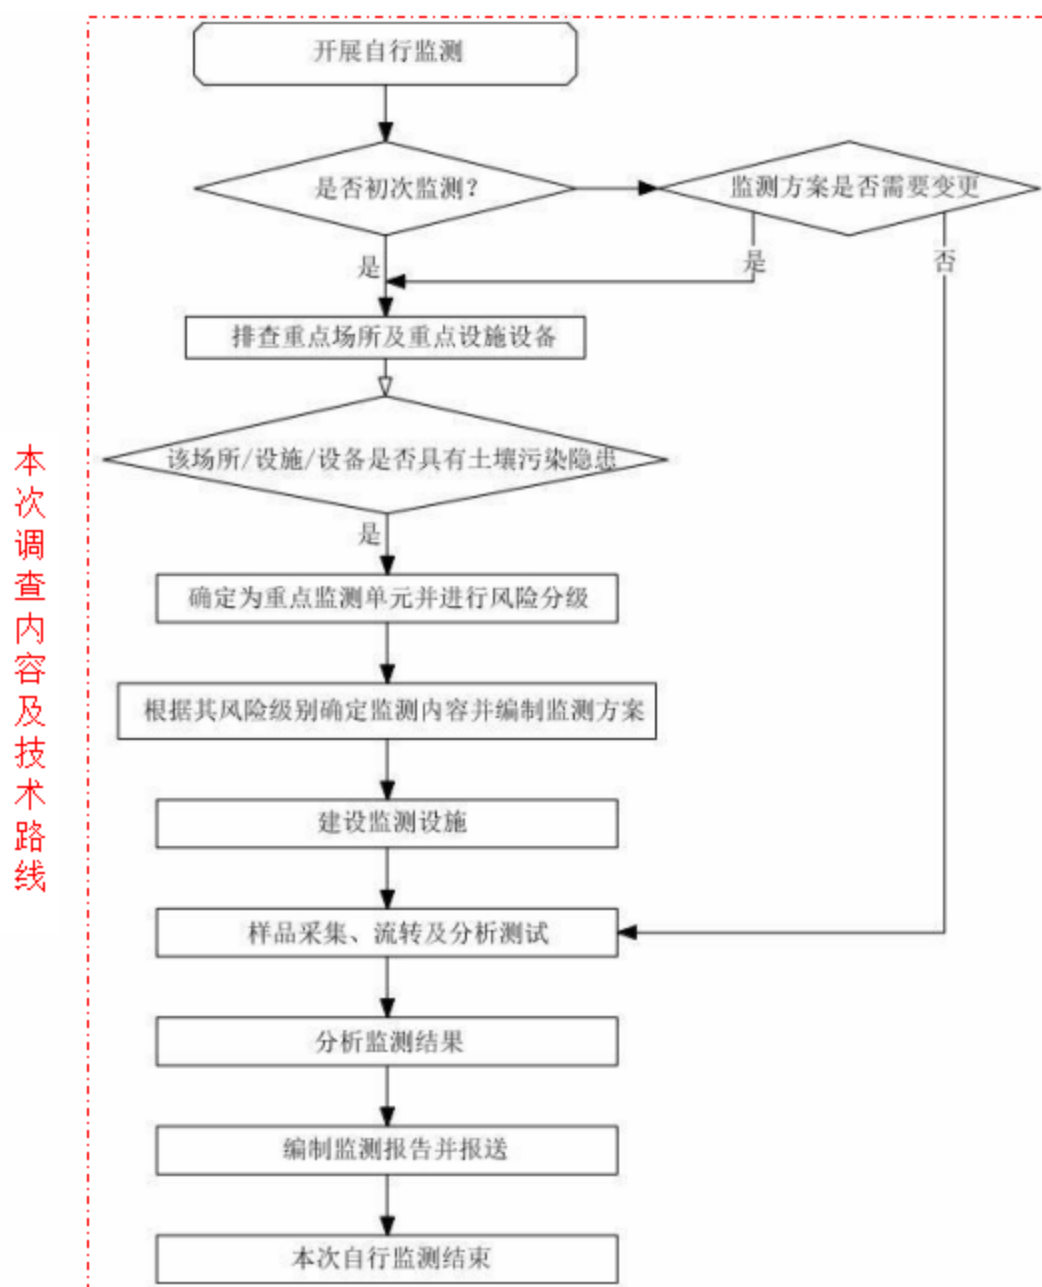 开展自行监测
是否初次监测?
监测方案是否需要变更
是
是
否
排查重点场所及重点设施设备
该场所/设施/设备是否具有土壤污染隐患
是
确定为重点监测单元并进行风险分级
根据其风险级别确定监测内容并编制监测方案
建设监测设施
样品采集、流转及分析测试
分析监测结果
编制监测报告并报送
本次自行监测结束
本次调查内容及技术路线